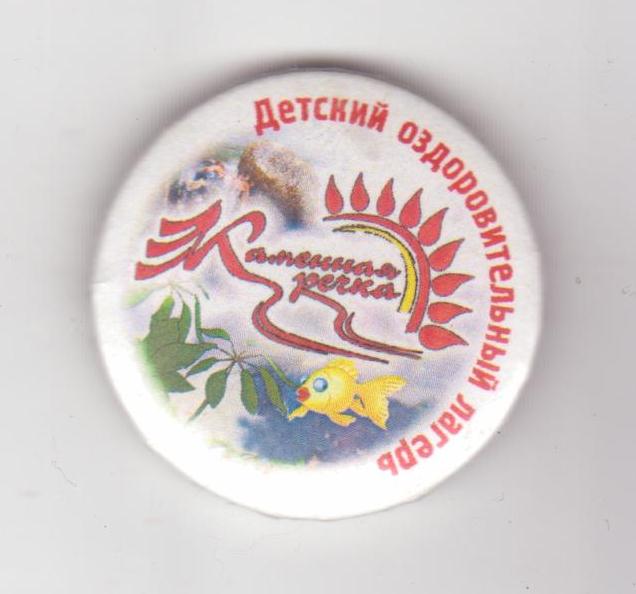 Детский оздоровительный лагерь
Каменная
речка